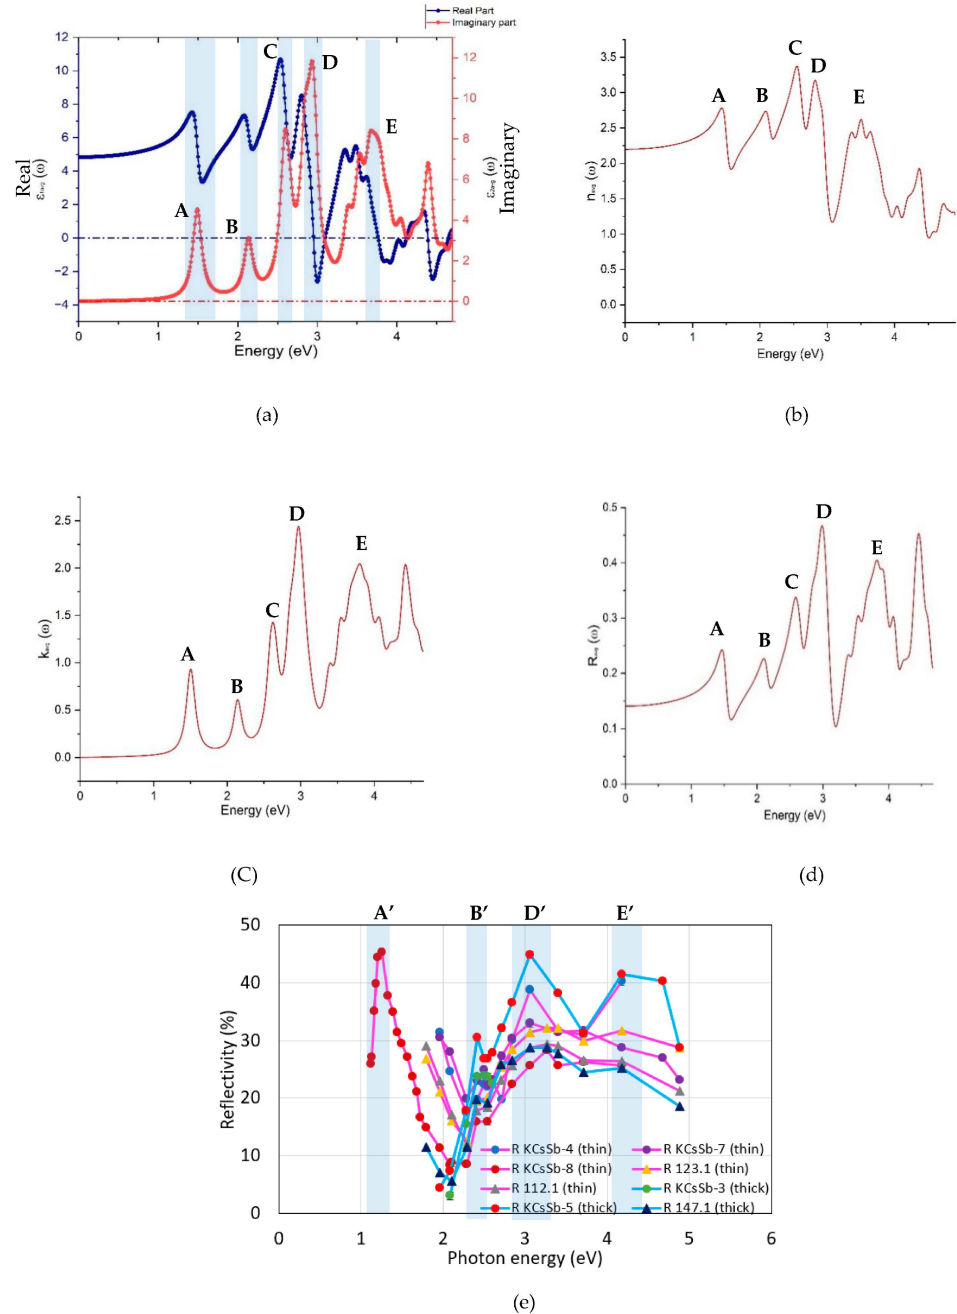 Real Part
Imaginary part
12
10
8
6
4
2
0
−2
−4
12
10
8
6
4
2
0
A
B
C
D
E
Real
ε₁ₐᵥg (ω)
ε₂ₐᵥg (ω)
Imaginary
0 1 2 3 4
Energy (eV)
(a)
3.5
3.0
2.5
2.0
1.5
1.0
0.5
0.0
A
B
C
D
E
nₐᵥg (ω)
0 1 2 3 4
Energy (eV)
(b)
2.5
2.0
1.5
1.0
0.5
0.0
A
B
C
D
E
kₐᵥg (ω)
0 1 2 3 4
Energy (eV)
(C)
0.5
0.4
0.3
0.2
0.1
0.0
A
B
C
D
E
Rₐᵥg (ω)
0 1 2 3 4
Energy (eV)
(d)
A′ B′ D′ E′
50
40
30
20
10
0
Reflectivity (%)
R KCsSb-4 (thin) R KCsSb-7 (thin)
R KCsSb-8 (thin) R 123.1 (thin)
R 112.1 (thin) R KCsSb-3 (thick)
R KCsSb-5 (thick) R 147.1 (thick)
0 1 2 3 4 5 6
Photon energy (eV)
(e)